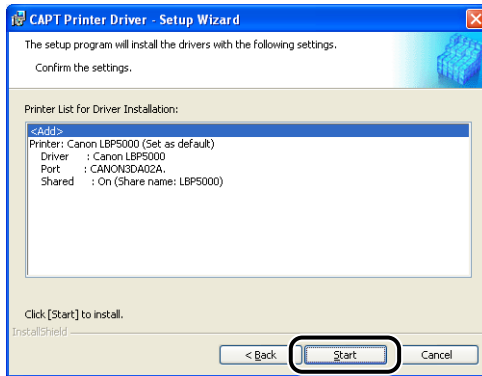 CAPT Printer Driver - Setup Wizard
The setup program will install the drivers with the following settings.
Confirm the settings.
Printer List for Driver Installation:
<Add>
Printer: Canon LBP5000 (Set as default)
Driver : Canon LBP5000
Port : CANON3DA02A.
Shared : On (Share name: LBP5000)
Click [Start] to install.
InstallShield
< Back Start Cancel